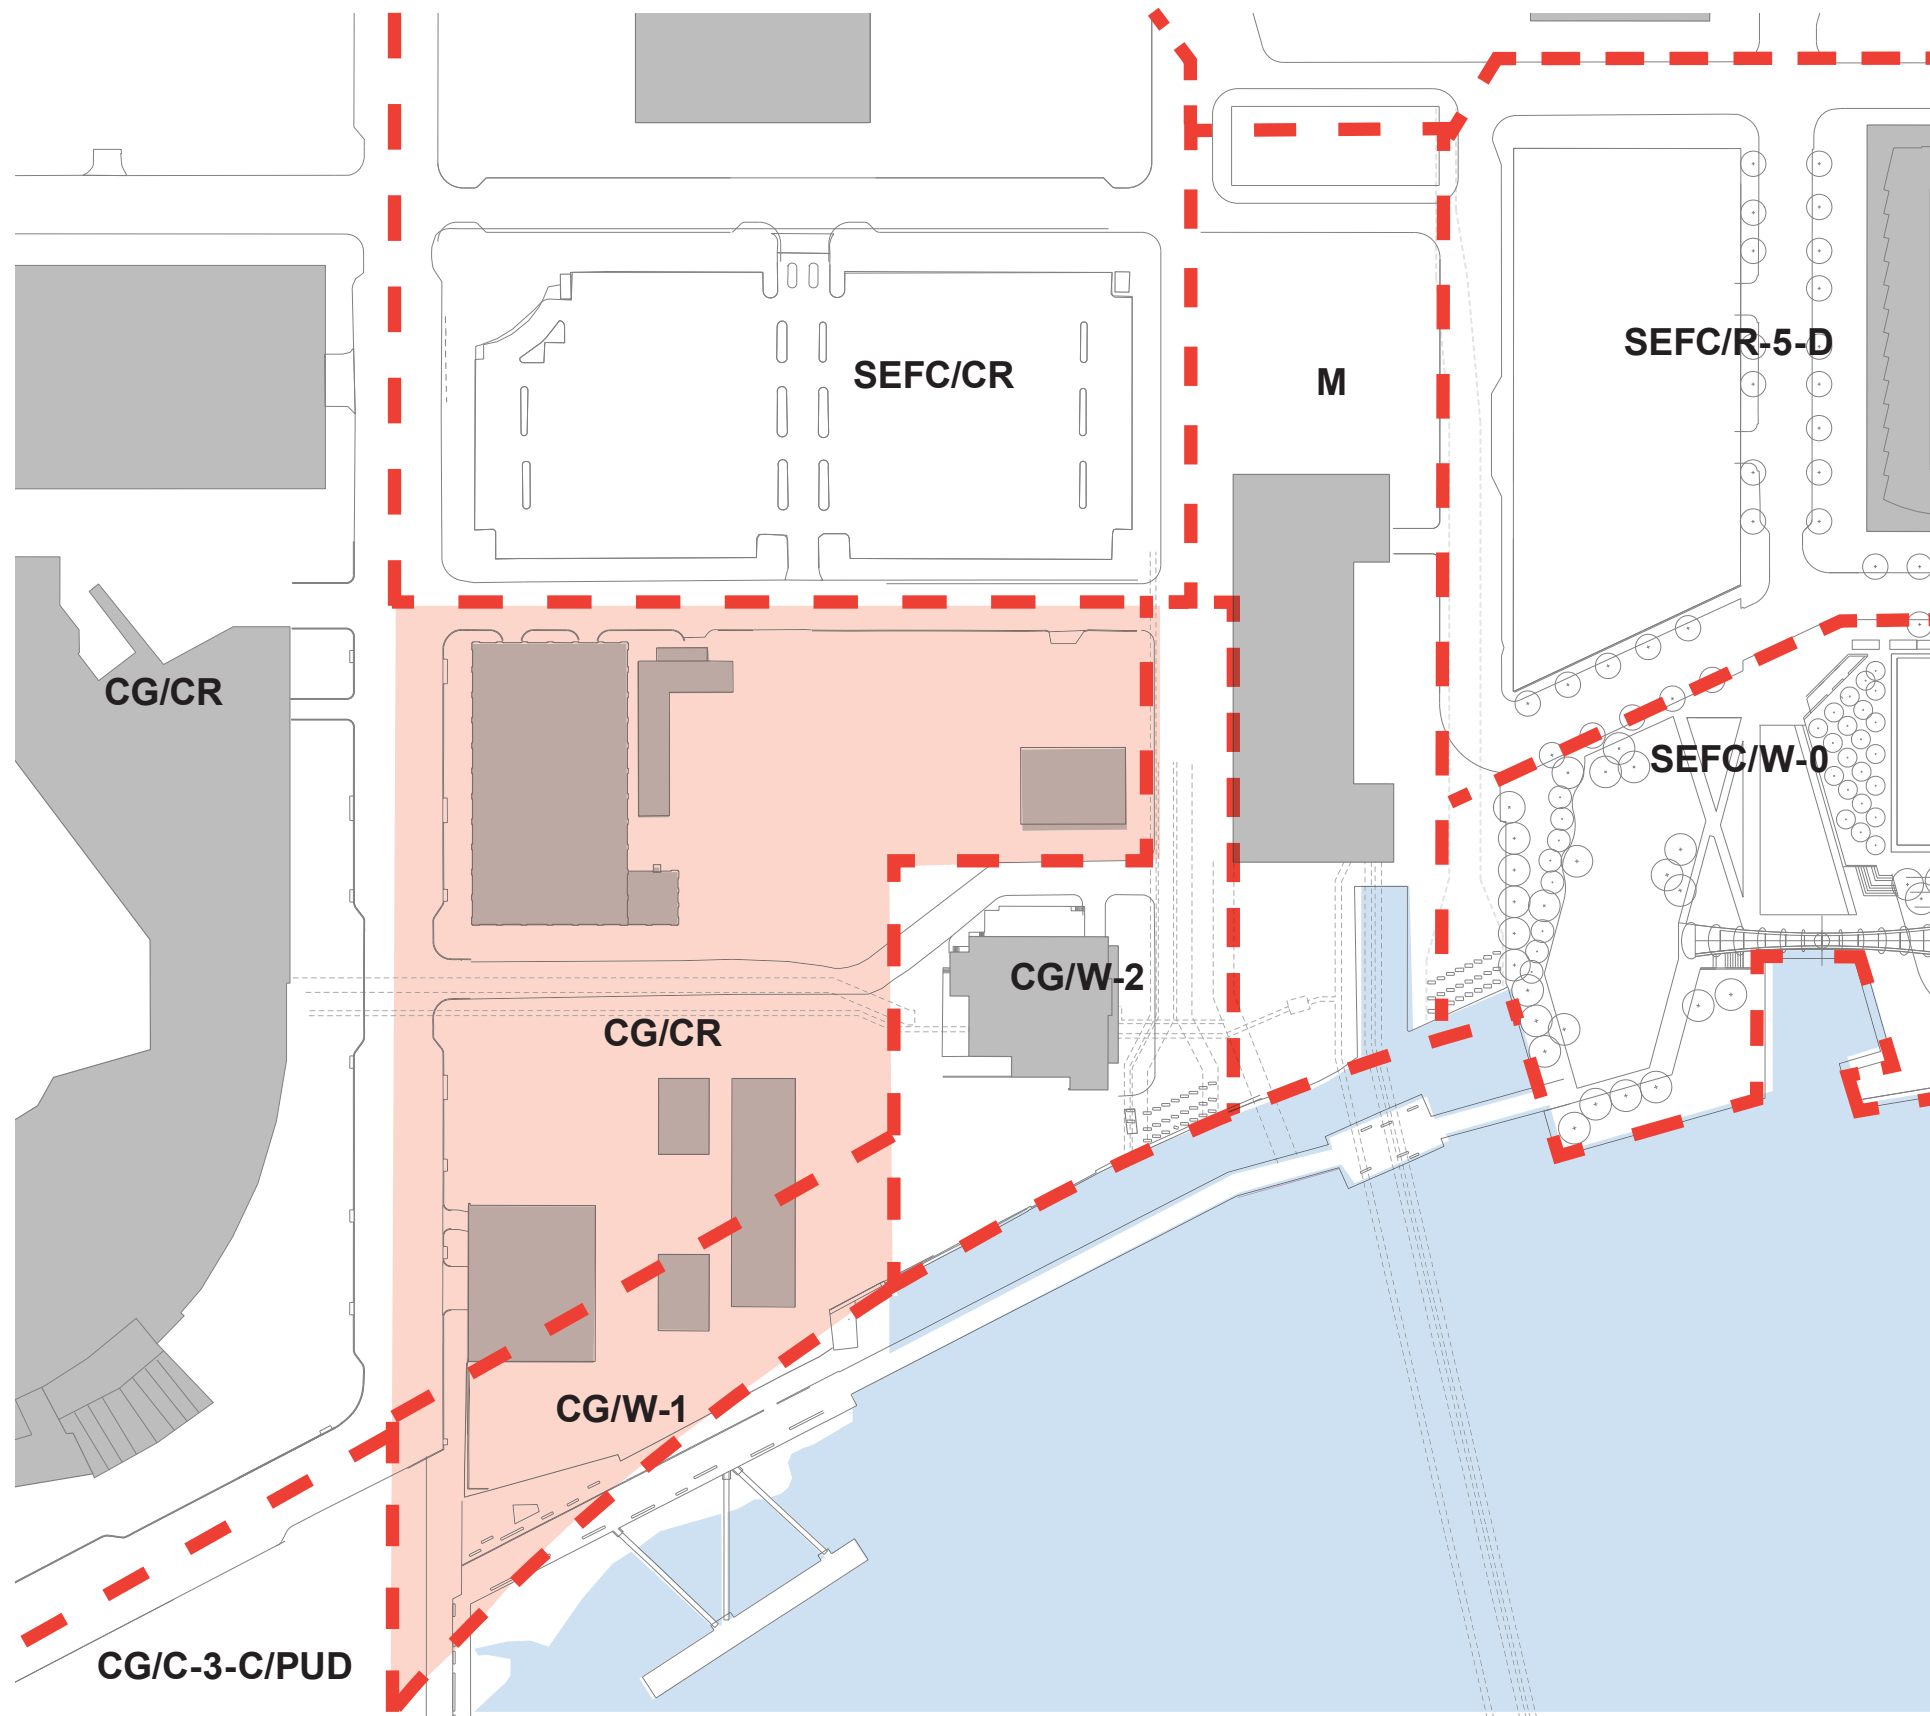 SEFC/R-5-D
SEFC/CR
M
CG/CR
SEFC/W-0
CG/W-2
CG/CR
CG/W-1
CG/C-3-C/PUD